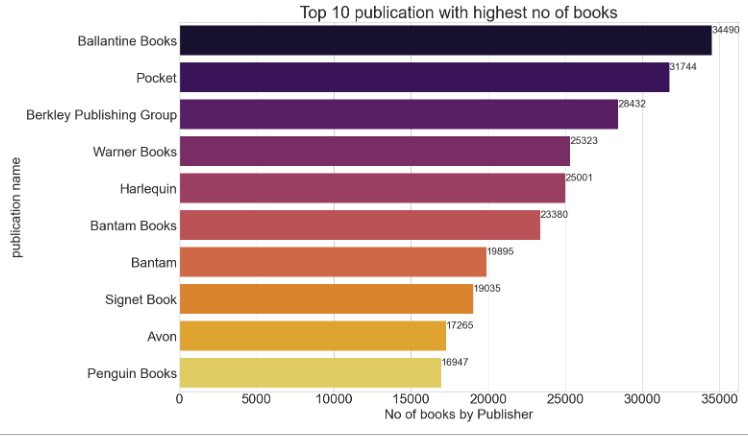 Top 10 publication with highest no of books
publication name
Ballantine Books 34490
Pocket 31744
Berkley Publishing Group 28432
Warner Books 25323
Harlequin 25001
Bantam Books 23380
Bantam 19895
Signet Book 19035
Avon 17265
Penguin Books 16947
0 5000 10000 15000 20000 25000 30000 35000
No of books by Publisher